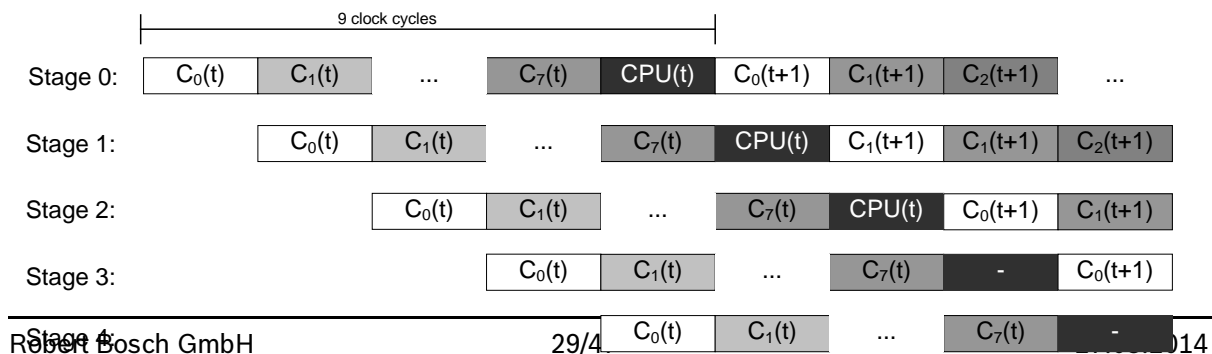 9 clock cycles
Stage 0: C₀(t) C₁(t) ... C₇(t) CPU(t) C₀(t+1) C₁(t+1) C₂(t+1) ...
Stage 1: C₀(t) C₁(t) ... C₇(t) CPU(t) C₁(t+1) C₁(t+1) C₂(t+1)
Stage 2: C₀(t) C₁(t) ... C₇(t) CPU(t) C₀(t+1) C₁(t+1)
Stage 3: C₀(t) C₁(t) ... C₇(t) - C₀(t+1)
Stage 4: C₀(t) C₁(t) ... C₇(t) -
Robert Bosch GmbH 29/4